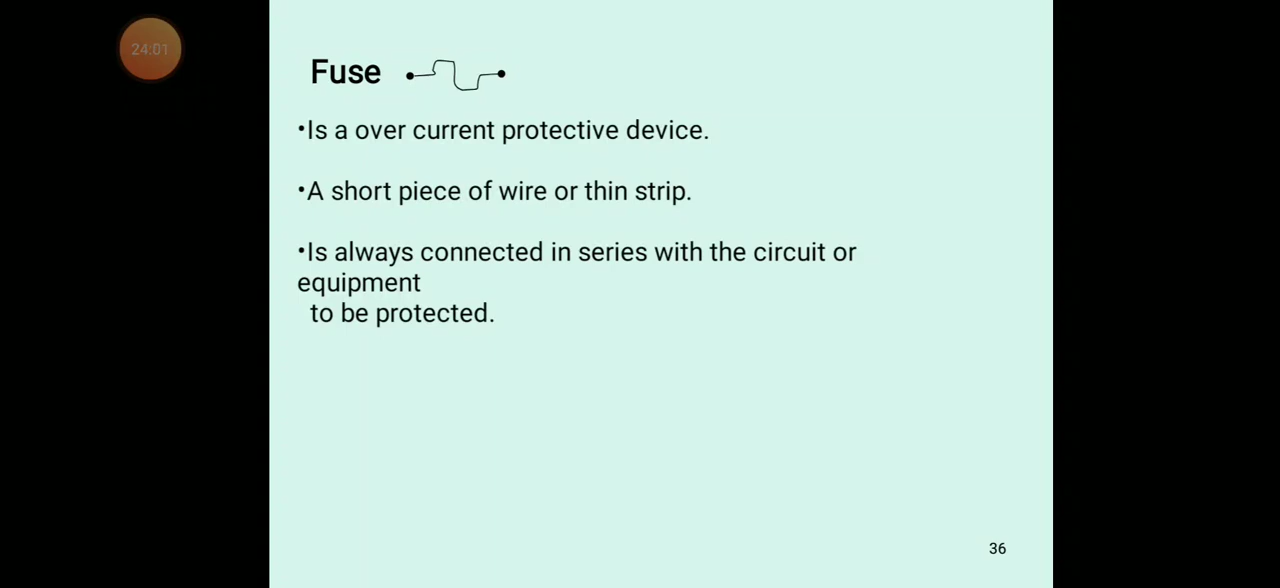 24:01
Fuse
•Is a over current protective device.
•A short piece of wire or thin strip.
•Is always connected in series with the circuit or
equipment
to be protected.
36